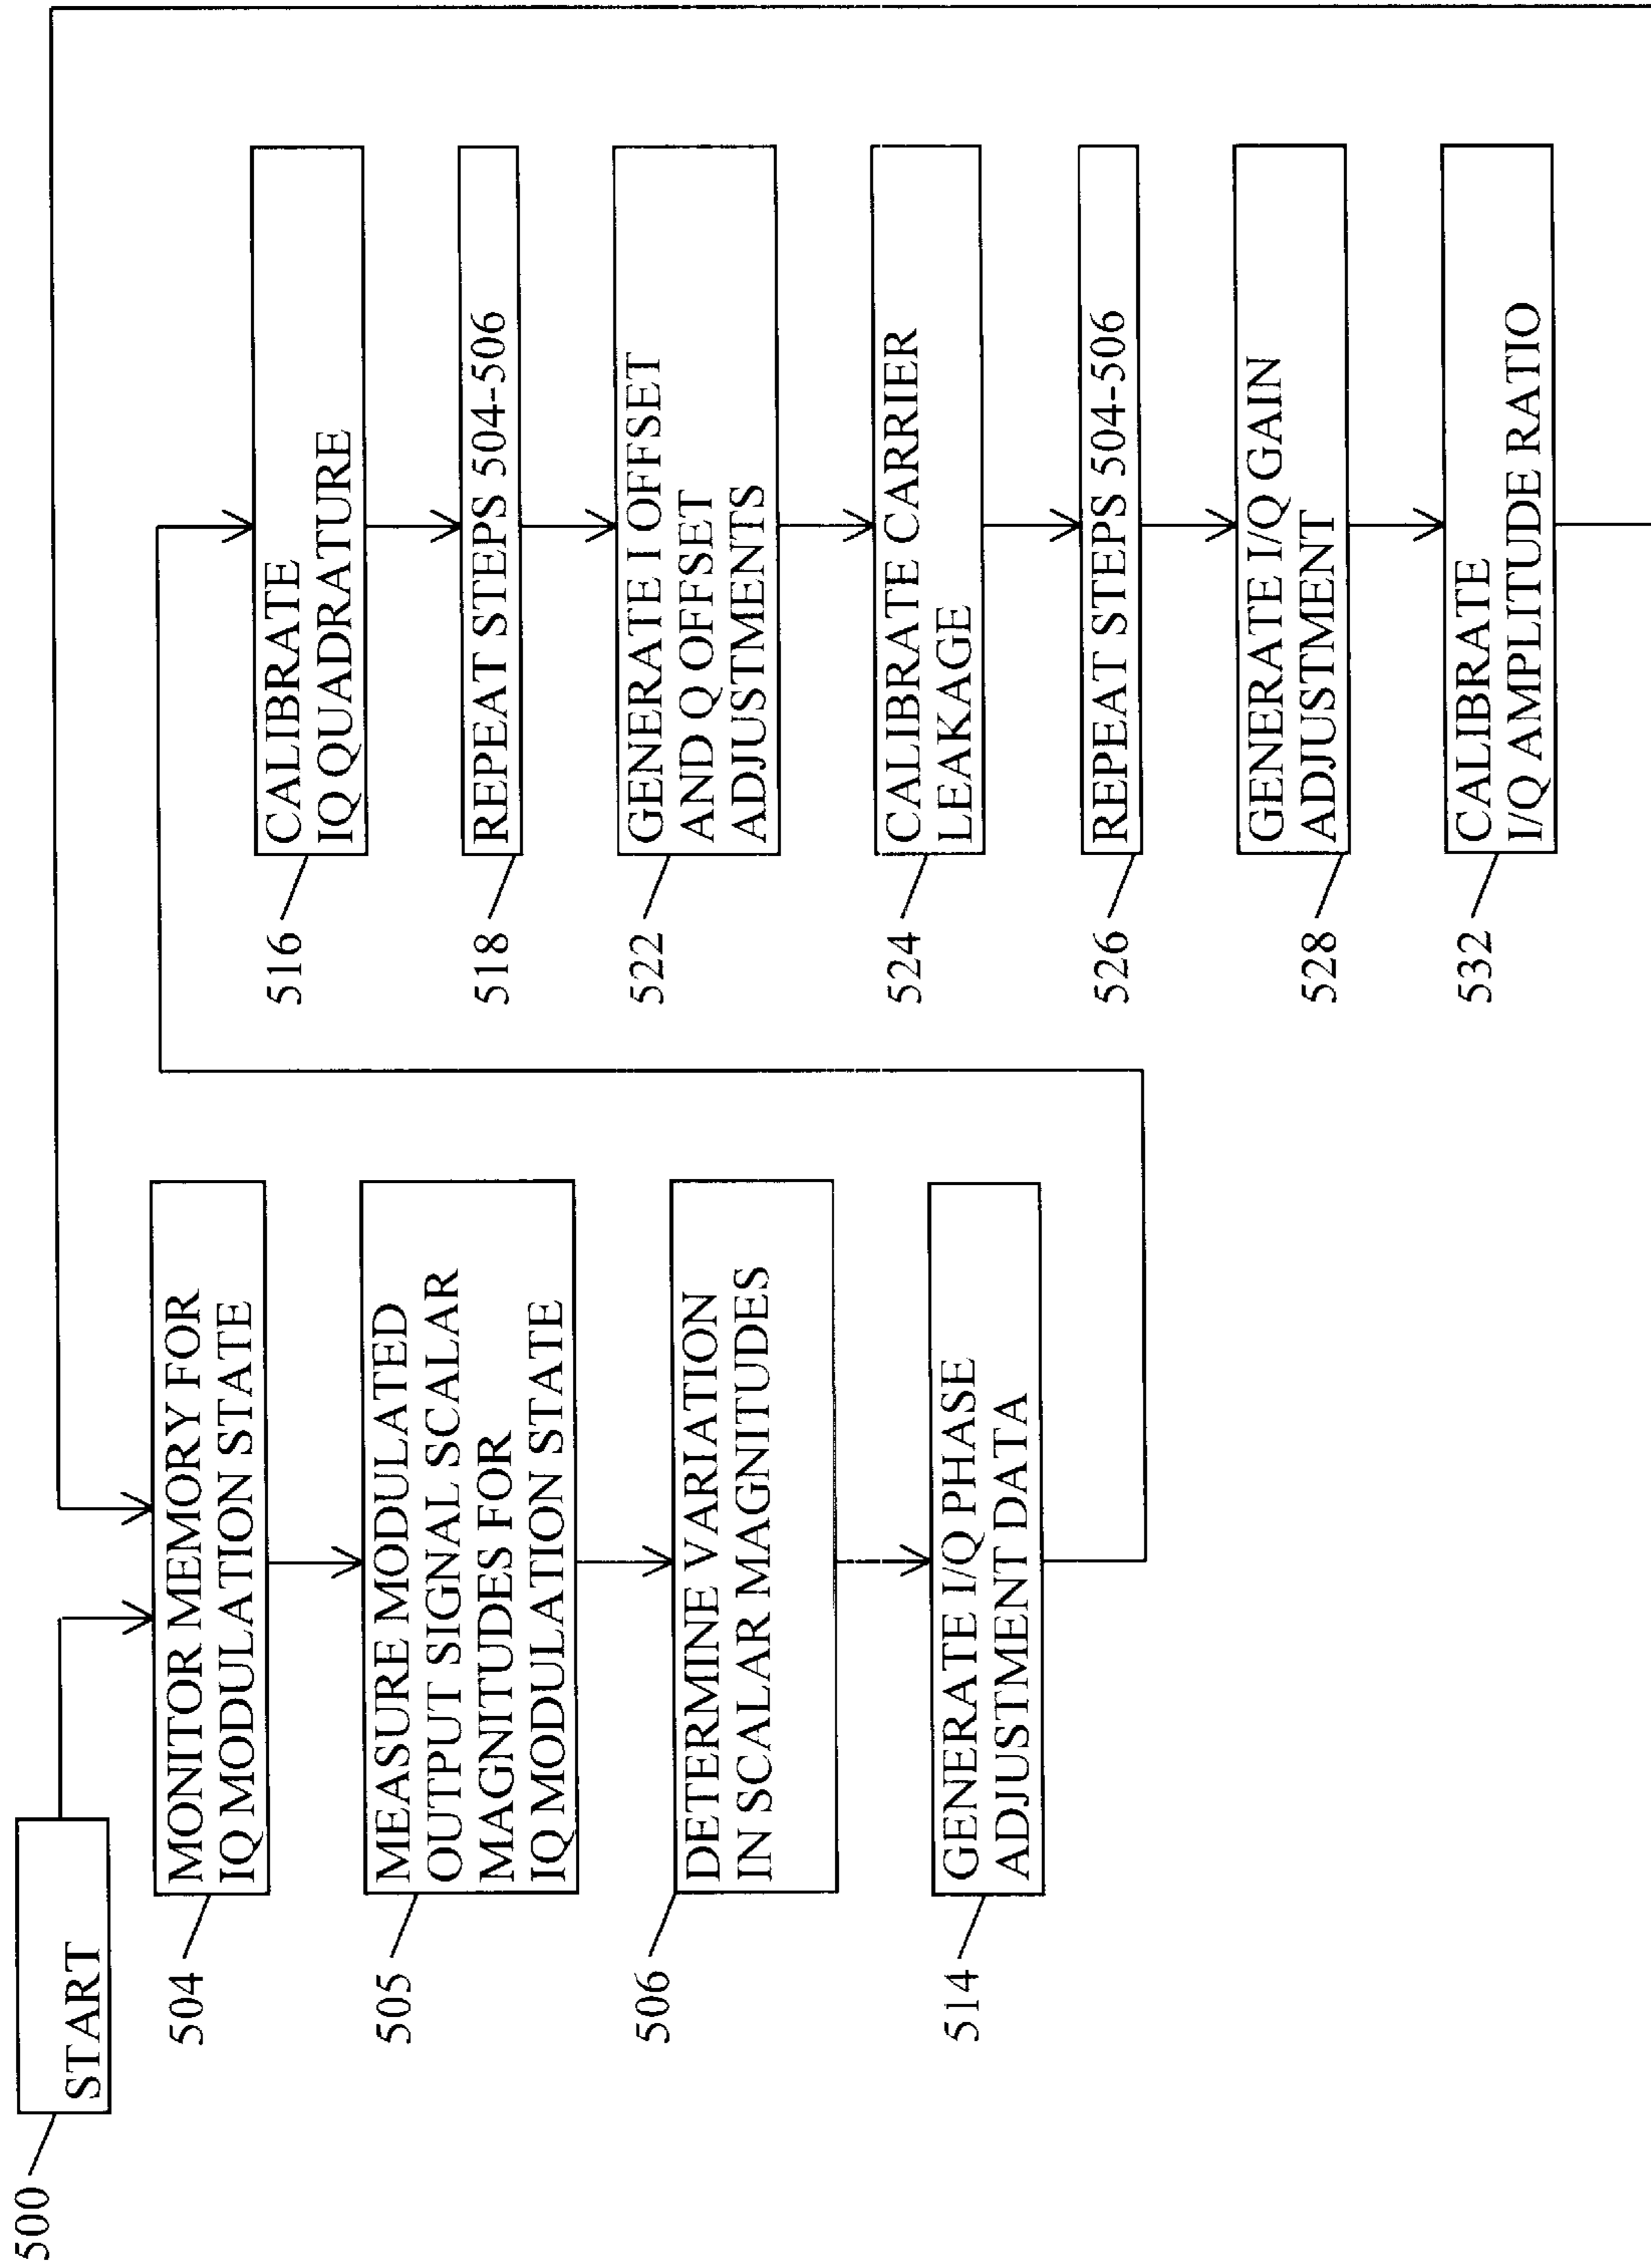 500
START
504
MONITOR MEMORY FOR
IQ MODULATION STATE
505
MEASURE MODULATED
OUTPUT SIGNAL SCALAR
MAGNITUDES FOR
IQ MODULATION STATE
506
DETERMINE VARIATION
IN SCALAR MAGNITUDES
514
GENERATE I/Q PHASE
ADJUSTMENT DATA
516
CALIBRATE
IQ QUADRATURE
518
REPEAT STEPS 504-506
522
GENERATE I OFFSET
AND Q OFFSET
ADJUSTMENTS
524
CALIBRATE CARRIER
LEAKAGE
526
REPEAT STEPS 504-506
528
GENERATE I/Q GAIN
ADJUSTMENT
532
CALIBRATE
I/Q AMPLITUDE RATIO